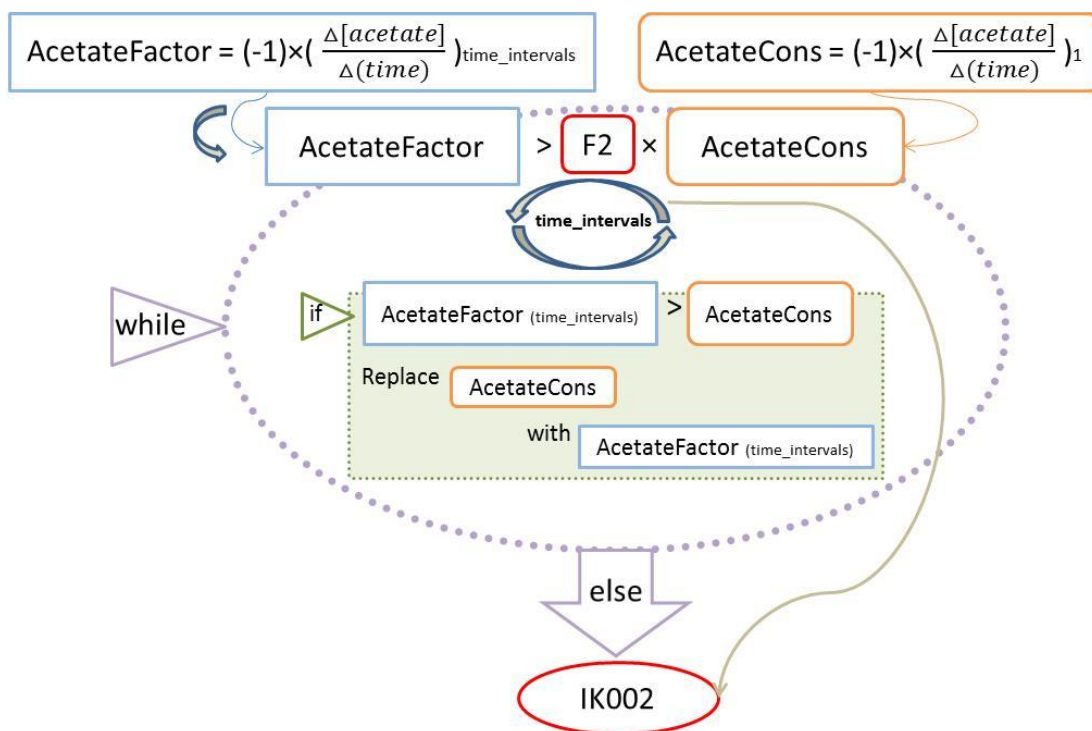 AcetateFactor = (-1)×( Δ[acetate] / Δ(time) )time_intervals
AcetateCons = (-1)×( Δ[acetate] / Δ(time) )1
AcetateFactor > F2 × AcetateCons
time_intervals
while
if AcetateFactor (time_intervals) > AcetateCons
Replace AcetateCons
with AcetateFactor (time_intervals)
else
IK002